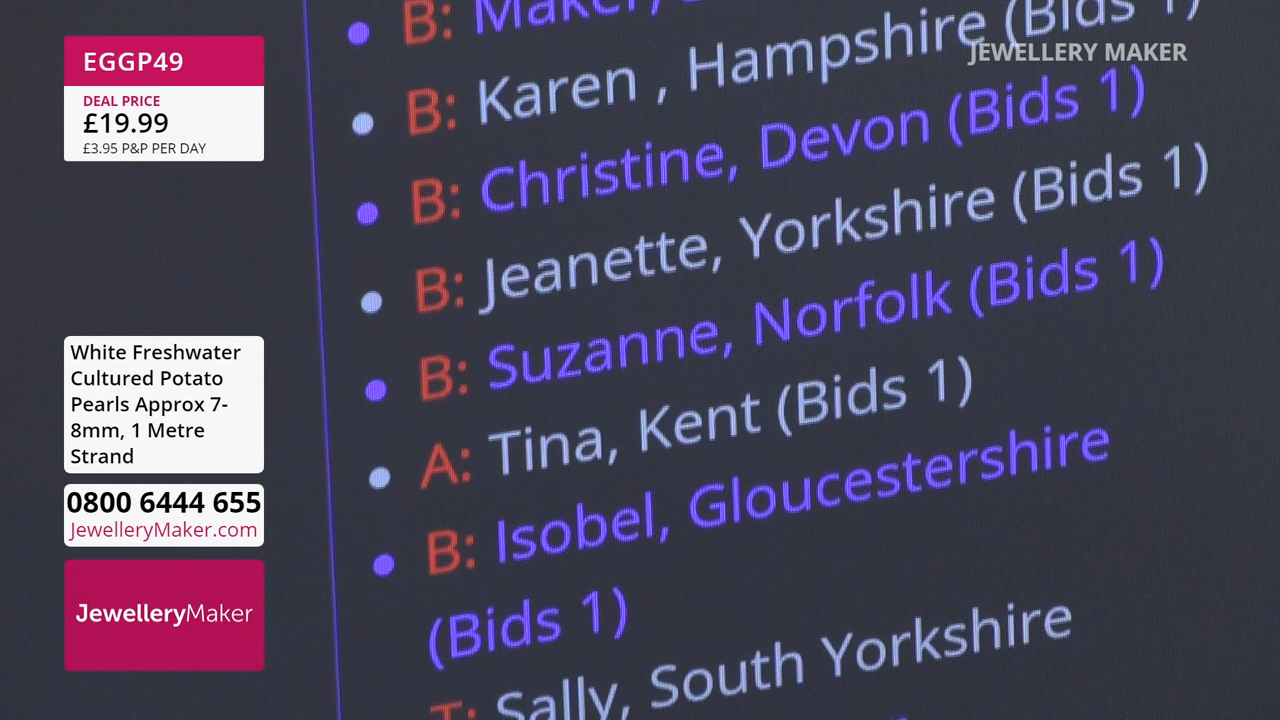 EGGP49
DEAL PRICE
£19.99
£3.95 P&P PER DAY
White Freshwater
Cultured Potato
Pearls Approx 7-
8mm, 1 Metre
Strand
0800 6444 655
JewelleryMaker.com
JewelleryMaker
JEWELLERY MAKER
B: Maker,
B: Karen , Hampshire (Bids 1)
B: Christine, Devon (Bids 1)
B: Jeanette, Yorkshire (Bids 1)
B: Suzanne, Norfolk (Bids 1)
A: Tina, Kent (Bids 1)
B: Isobel, Gloucestershire
(Bids 1)
T: Sally, South Yorkshire